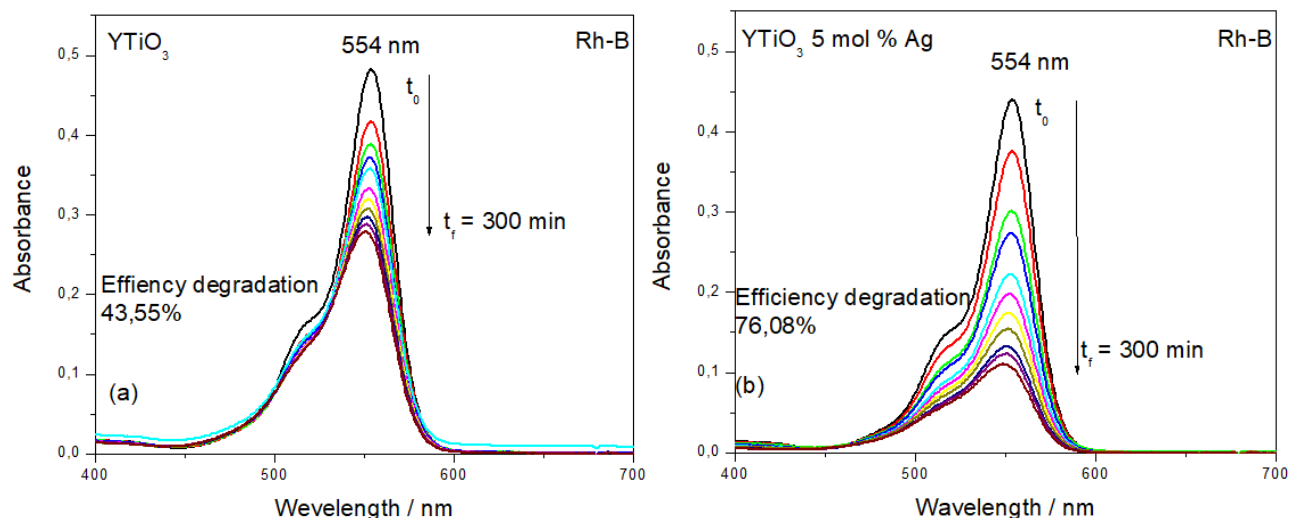 YTiO₃
554 nm
Rh-B
t₀
t_f = 300 min
Effiency degradation
43,55%
(a)
0,5
0,4
0,3
0,2
0,1
0,0
Absorbance
400
500
600
700
Wevelength / nm
YTiO₃ 5 mol % Ag
Rh-B
554 nm
t₀
Efficiency degradation
76,08%
t_f = 300 min
(b)
0,5
0,4
0,3
0,2
0,1
0,0
Absorbance
400
500
600
700
Wavelength / nm